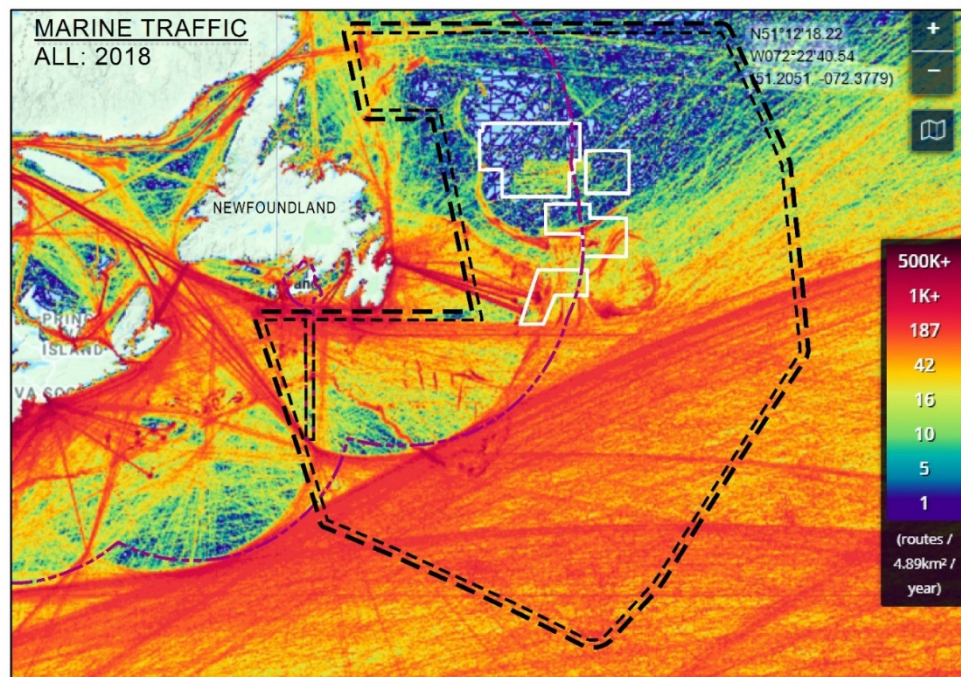 MARINE TRAFFIC
ALL: 2018
N51°12'18.22
W072°22'40.54
(51.2051, -072.3779)
+
−
NEWFOUNDLAND
PRIN
ISLAND
VA SCO
500K+
1K+
187
42
16
10
5
1
(routes /
4.89km² /
year)